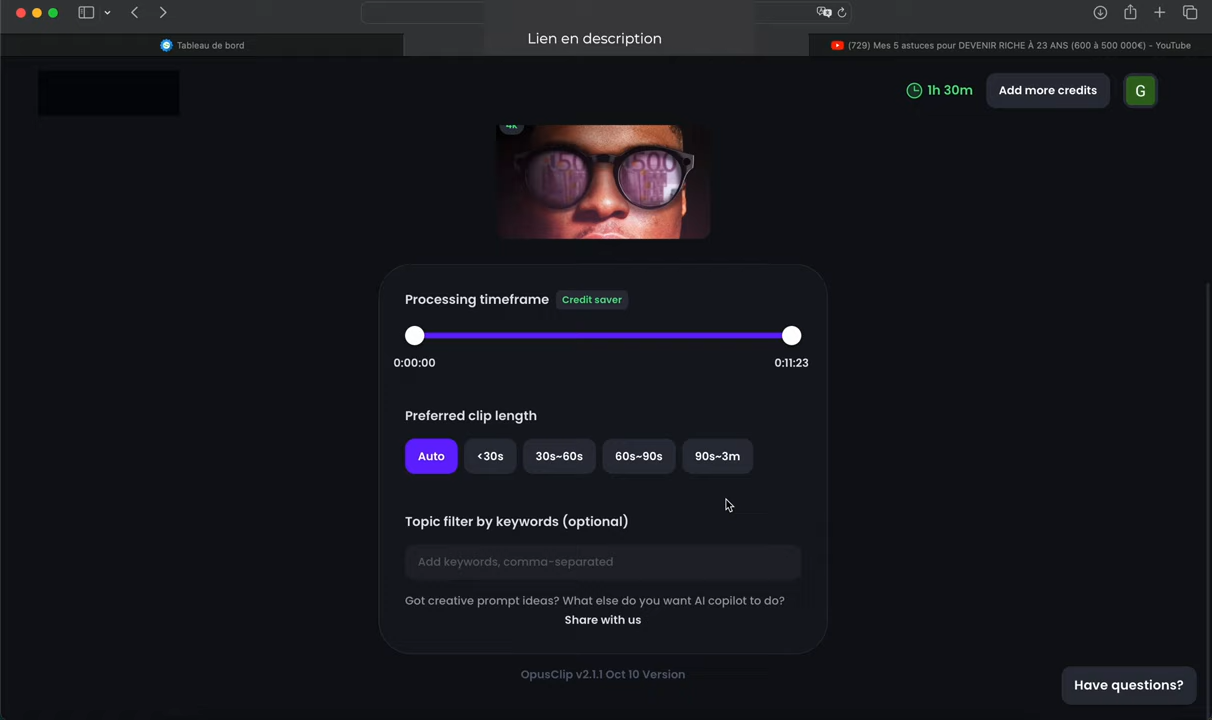 Lien en description
Tableau de bord
(729) Mes 5 astuces pour DEVENIR RICHE À 23 ANS (600 à 500 000€) - YouTube
1h 30m
Add more credits
G
4K
500
500
Processing timeframe
Credit saver
0:00:00
0:11:23
Preferred clip length
Auto
<30s
30s~60s
60s~90s
90s~3m
Topic filter by keywords (optional)
Add keywords, comma-separated
Got creative prompt ideas? What else do you want AI copilot to do?
Share with us
OpusClip v2.1.1 Oct 10 Version
Have questions?